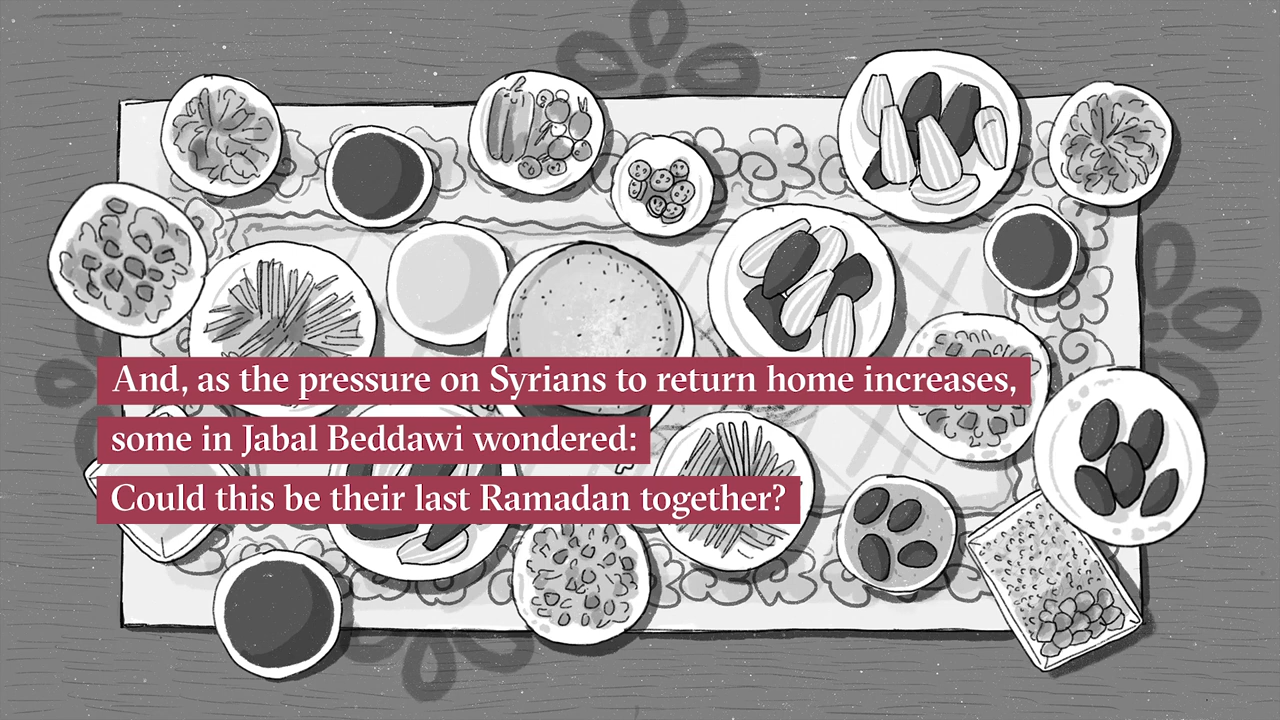 And, as the pressure on Syrians to return home increases,
some in Jabal Beddawi wondered:
Could this be their last Ramadan together?